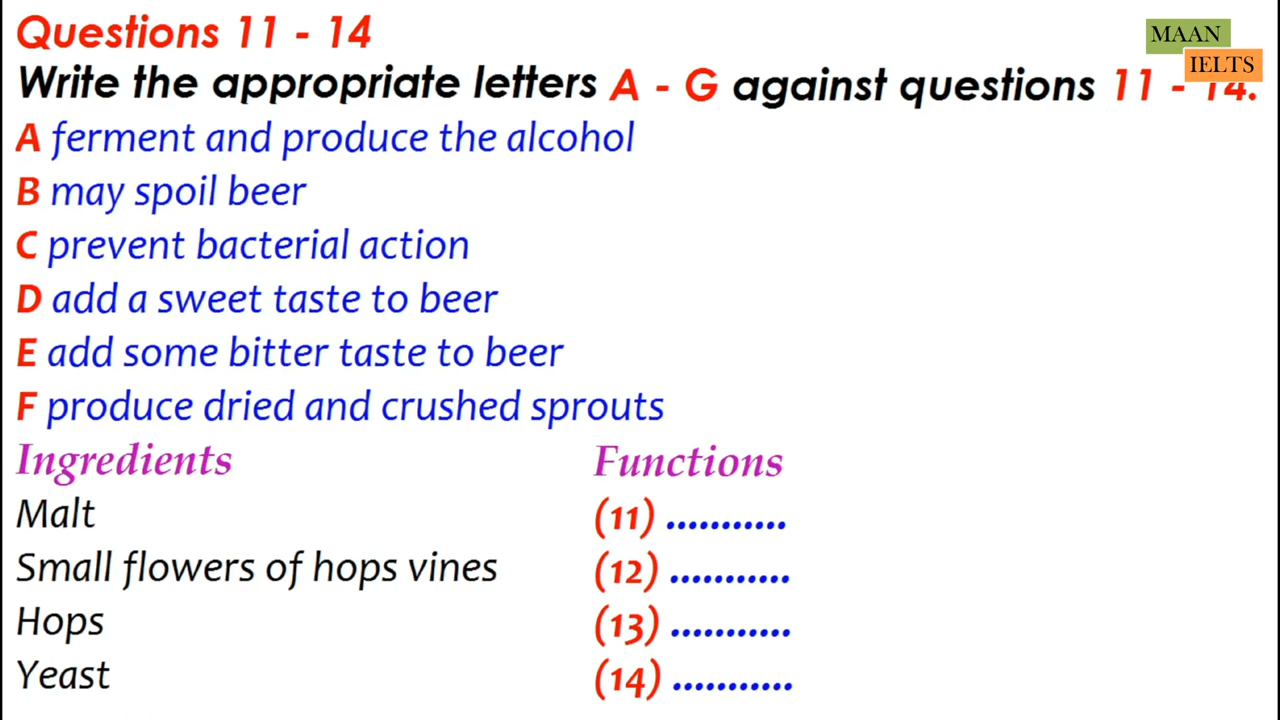 Questions 11 - 14
MAAN
IELTS
Write the appropriate letters A - G against questions 11 - 14.
A ferment and produce the alcohol
B may spoil beer
C prevent bacterial action
D add a sweet taste to beer
E add some bitter taste to beer
F produce dried and crushed sprouts
Ingredients Functions
Malt (11) ...........
Small flowers of hops vines (12) ...........
Hops (13) ...........
Yeast (14) ...........